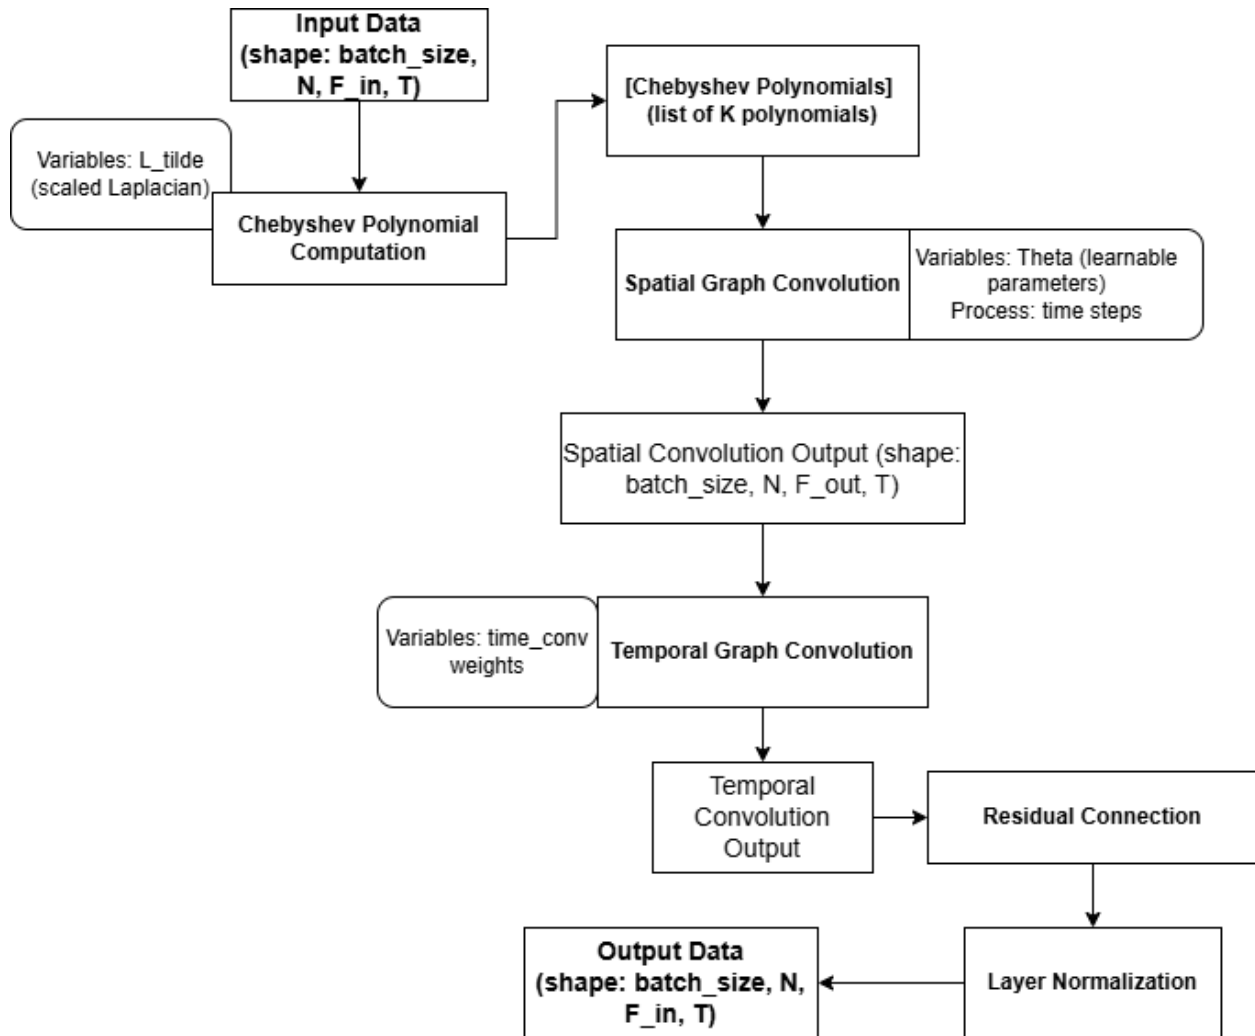 Input Data
(shape: batch_size,
N, F_in, T)
[Chebyshev Polynomials]
(list of K polynomials)
Variables: L_tilde
(scaled Laplacian)
Chebyshev Polynomial
Computation
Spatial Graph Convolution
Variables: Theta (learnable
parameters)
Process: time steps
Spatial Convolution Output (shape:
batch_size, N, F_out, T)
Variables: time_conv
weights
Temporal Graph Convolution
Temporal
Convolution
Output
Residual Connection
Output Data
(shape: batch_size, N,
F_in, T)
Layer Normalization